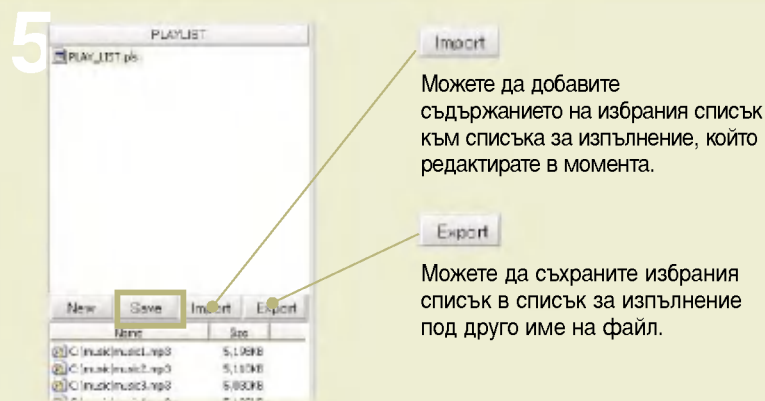 5
PLAYLIST
PLAY_LIST.pls
New Save Import Export
Name Size
C:\music\music1.mp3 5,198KB
C:\music\music2.mp3 5,110KB
C:\music\music3.mp3
Import
Можете да добавите
съдържанието на избрания списък
към списъка за изпълнение, който
редактирате в момента.
Export
Можете да съхраните избрания
списък в списък за изпълнение
под друго име на файл.